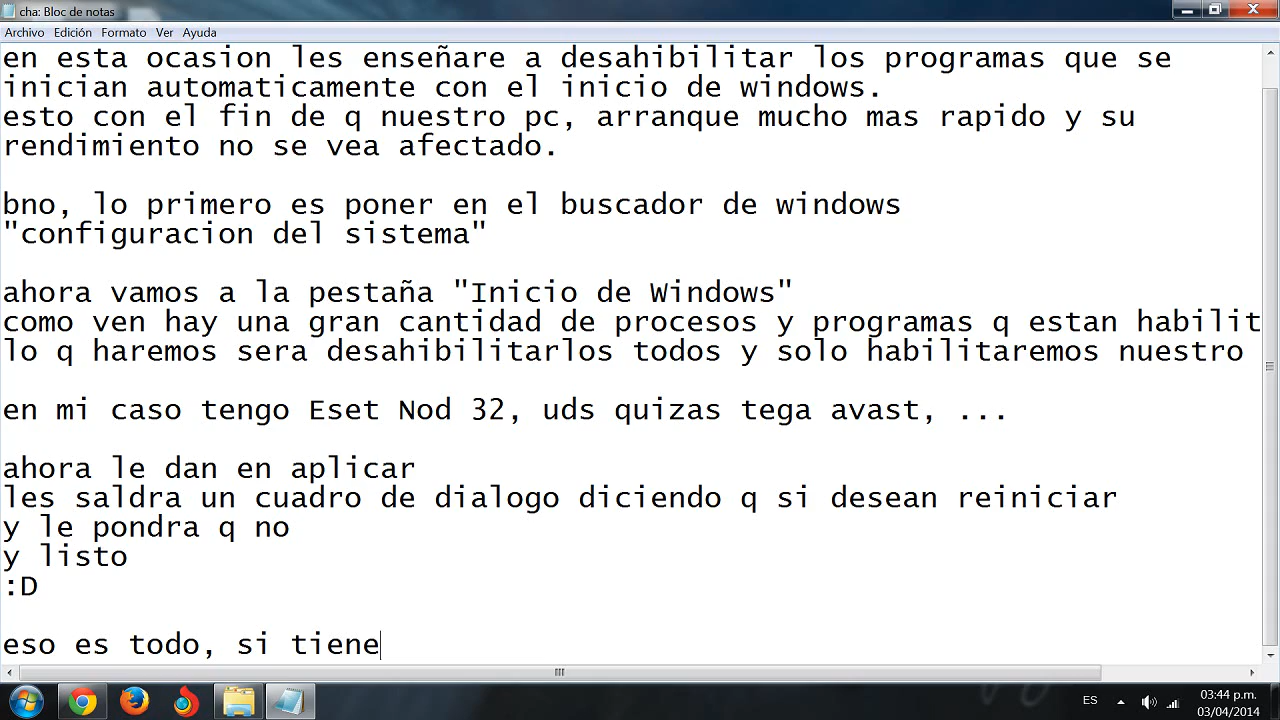 cha: Bloc de notas
Archivo Edición Formato Ver Ayuda
en esta ocasion les enseñare a desahibilitar los programas que se
inician automaticamente con el inicio de windows.
esto con el fin de q nuestro pc, arranque mucho mas rapido y su
rendimiento no se vea afectado.
bno, lo primero es poner en el buscador de windows
"configuracion del sistema"
ahora vamos a la pestaña "Inicio de Windows"
como ven hay una gran cantidad de procesos y programas q estan habilit
lo q haremos sera desahibilitarlos todos y solo habilitaremos nuestro
en mi caso tengo Eset Nod 32, uds quizas tega avast, ...
ahora le dan en aplicar
les saldra un cuadro de dialogo diciendo q si desean reiniciar
y le pondra q no
y listo
:D
eso es todo, si tiene
ES
03:44 p.m.
03/04/2014